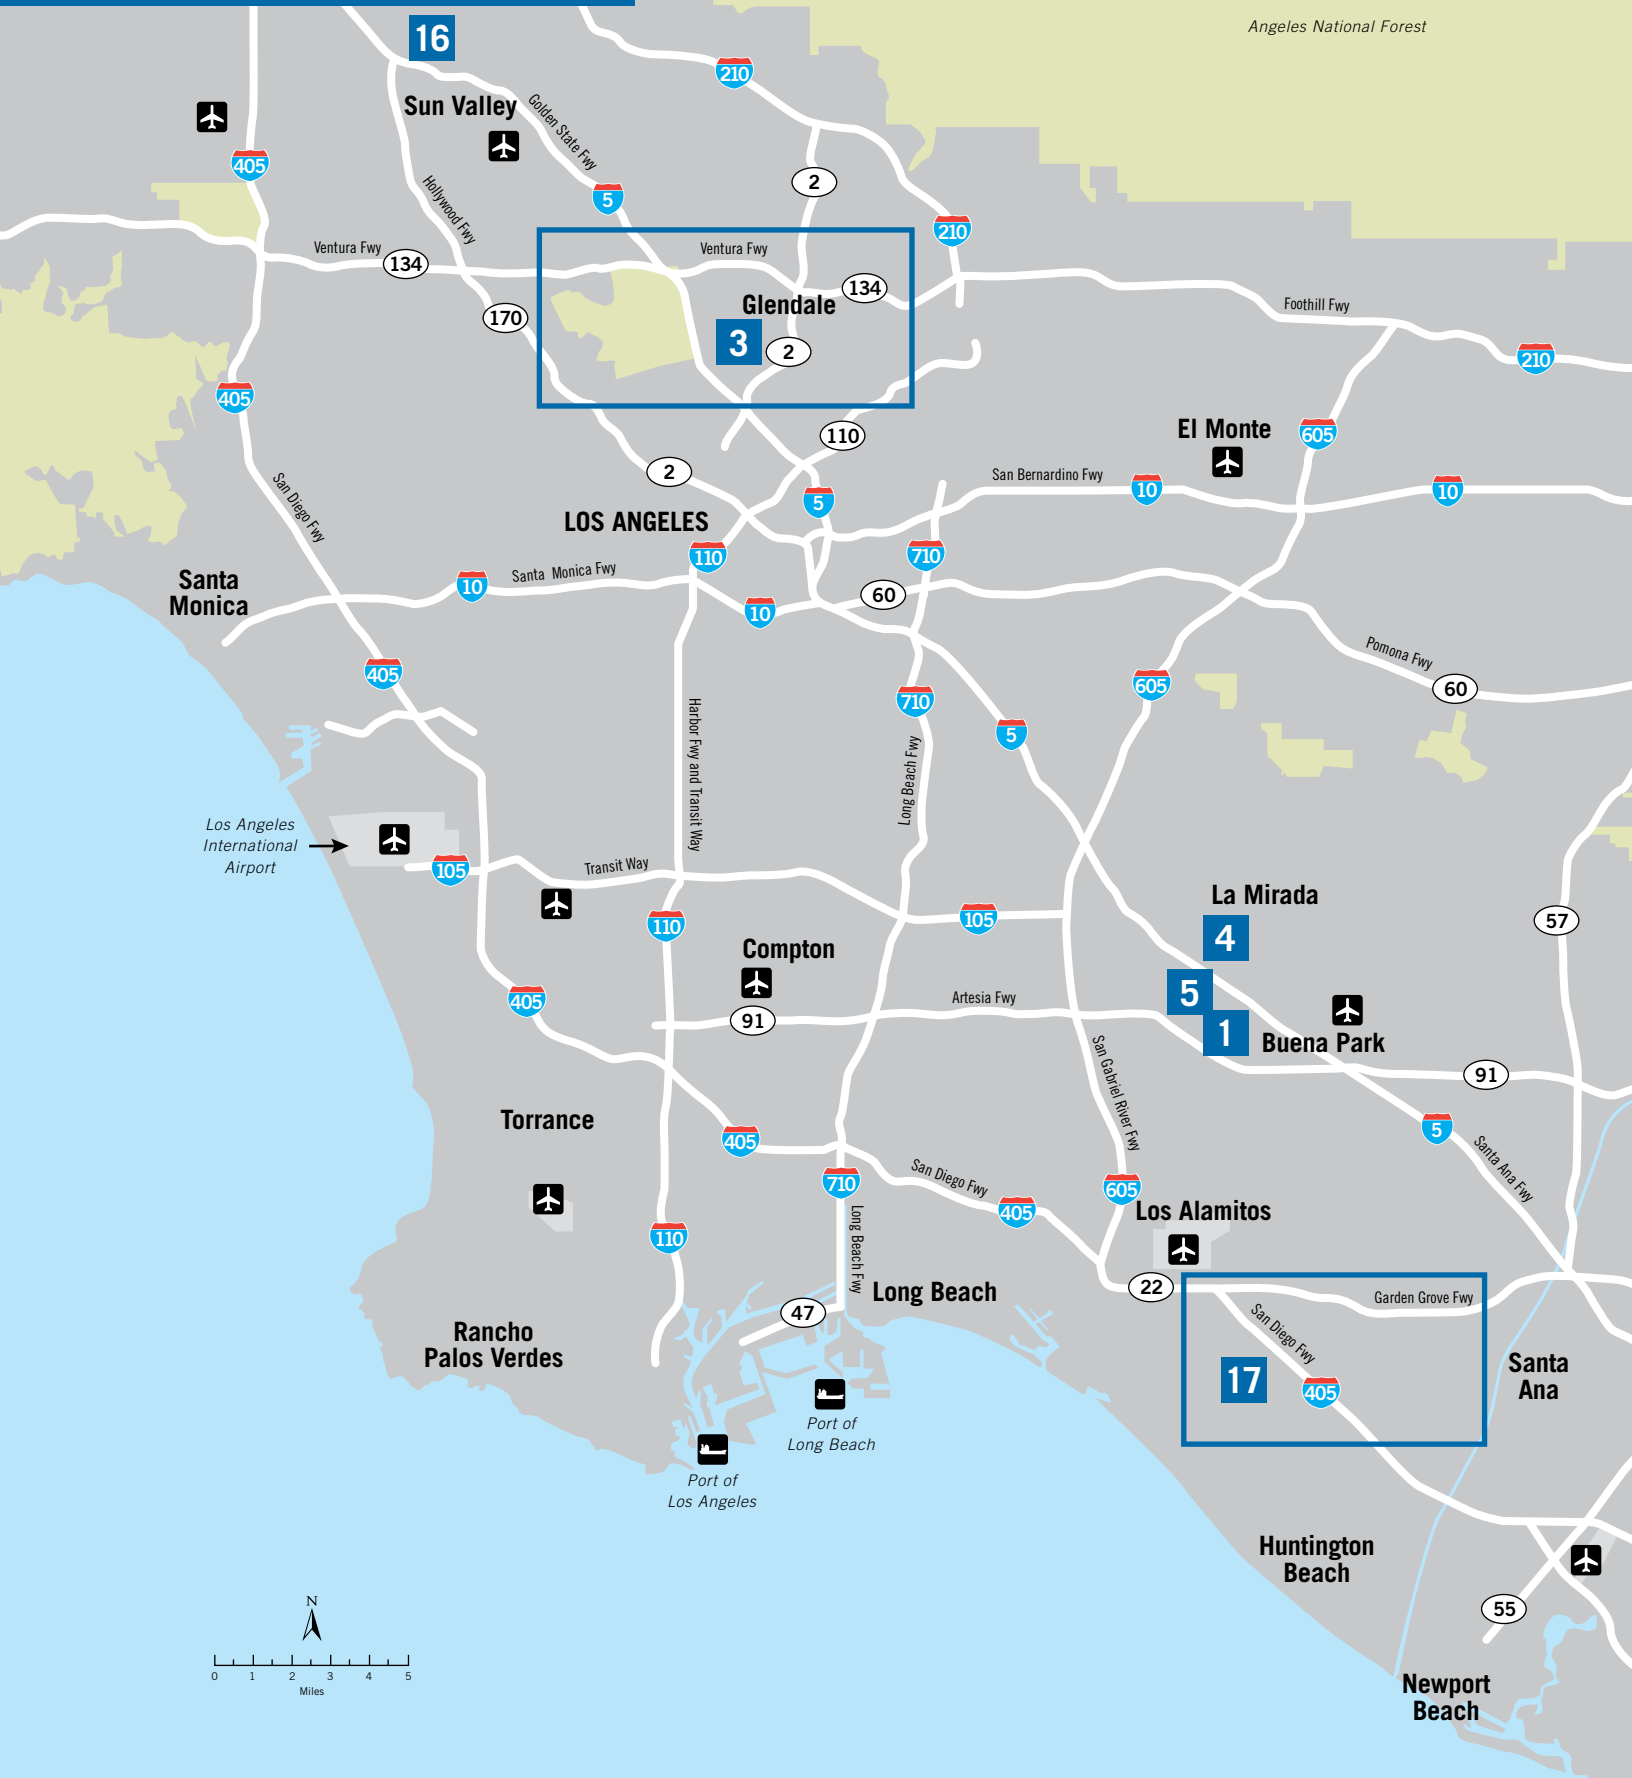 Angeles National Forest
16
210
Sun Valley
Golden State Fwy
405
2
5
Hollywood Fwy
210
Ventura Fwy
134
Ventura Fwy
134
Glendale
170
3
2
Foothill Fwy
210
405
El Monte
605
110
2
San Bernardino Fwy
10
10
San Diego Fwy
5
LOS ANGELES
110
710
Santa
Monica
10
Santa Monica Fwy
10
60
Pomona Fwy
60
405
605
710
5
Harbor Fwy and Transit Way
Long Beach Fwy
Los Angeles
International
Airport
105
Transit Way
La Mirada
4
57
110
105
Compton
5
405
91
Artesia Fwy
1
Buena Park
91
San Gabriel River Fwy
Torrance
405
5
Santa Ana Fwy
710
San Diego Fwy
405
605
Los Alamitos
110
Long Beach Fwy
Long Beach
22
Garden Grove Fwy
47
San Diego Fwy
Rancho
Palos Verdes
17
405
Santa
Ana
Port of
Long Beach
Port of
Los Angeles
Huntington
Beach
55
N
0 1 2 3 4 5
Miles
Newport
Beach